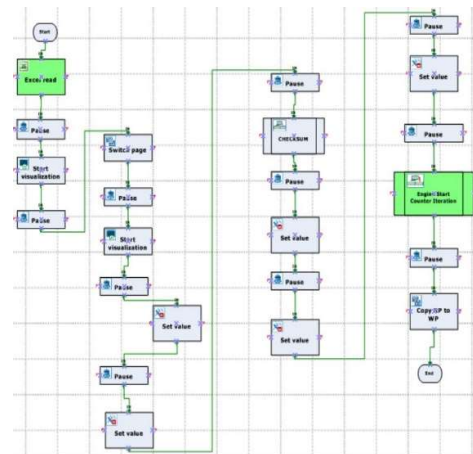 Start
Excel read
Pause
Start
visualization
Pause
Switch page
Pause
Start
visualization
Pause
Set value
Pause
Set value
Pause
CHECKSUM
Pause
Set value
Pause
Set value
Pause
Set value
Pause
Engine Start
Counter Iteration
Pause
Copy RP to
WP
End